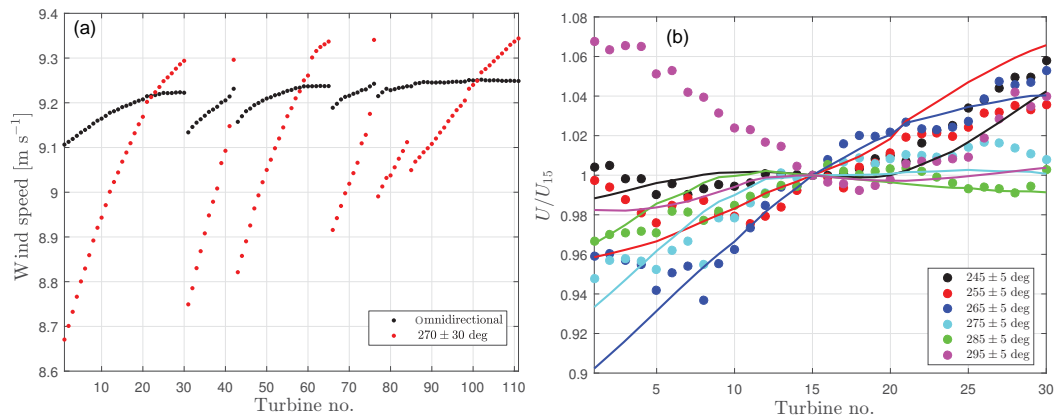 (a)
Wind speed [m s⁻¹]
9.4
9.3
9.2
9.1
9
8.9
8.8
8.7
8.6
10 20 30 40 50 60 70 80 90 100 110
Turbine no.
Omnidirectional
270 ± 30 deg
(b)
U/U₁₅
1.08
1.06
1.04
1.02
1
0.98
0.96
0.94
0.92
0.9
5 10 15 20 25 30
Turbine no.
245 ± 5 deg
255 ± 5 deg
265 ± 5 deg
275 ± 5 deg
285 ± 5 deg
295 ± 5 deg